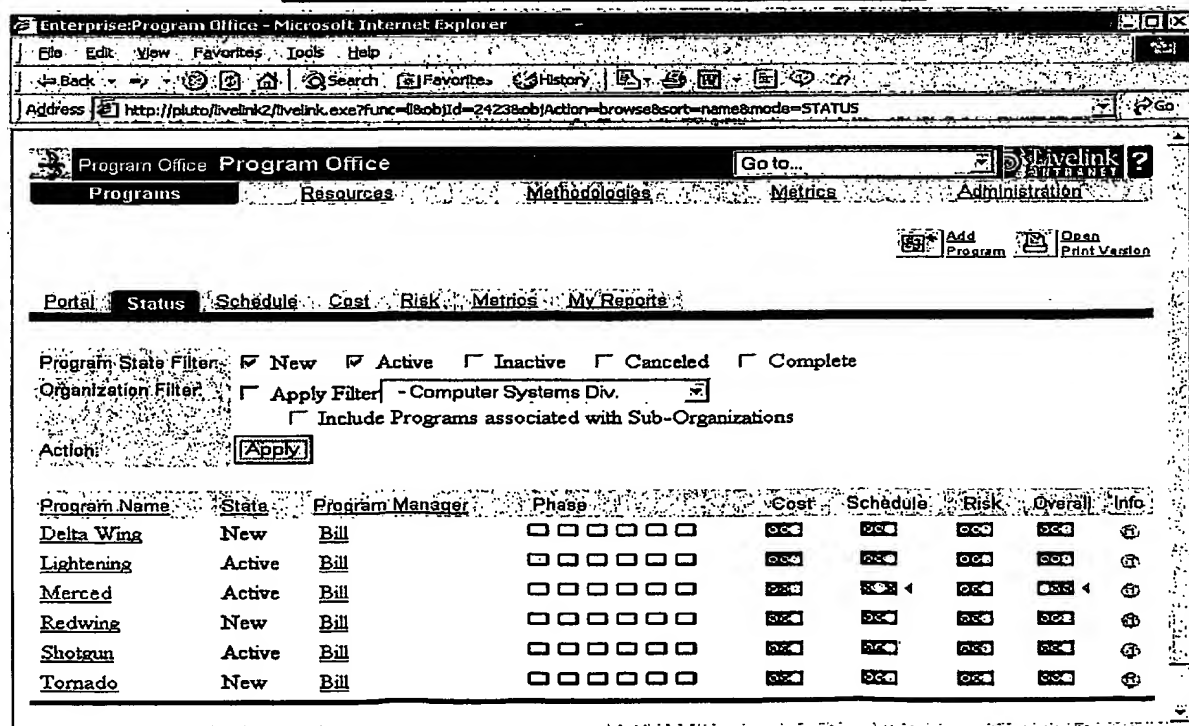 Enterprise:Program Office - Microsoft Internet Explorer
File Edit View Favorites Tools Help
Back Search Favorites History
Address http://pluto/livelink2/livelink.exe?func=ll&objId=24238&objAction=browse&sort=name&mode=STATUS Go
Program Office Program Office Go to... Livelink INTRANET ?
Programs Resources Methodologies Metrics Administration
Add Program Open Print Version
Portal Status Schedule Cost Risk Metrics My Reports
Program State Filter: New Active Inactive Canceled Complete
Organization Filter: Apply Filter - Computer Systems Div.
Include Programs associated with Sub-Organizations
Action: Apply
Program Name State Program Manager Phase Cost Schedule Risk Overall Info
Delta Wing New Bill
Lightening Active Bill
Merced Active Bill
Redwing New Bill
Shotgun Active Bill
Tornado New Bill